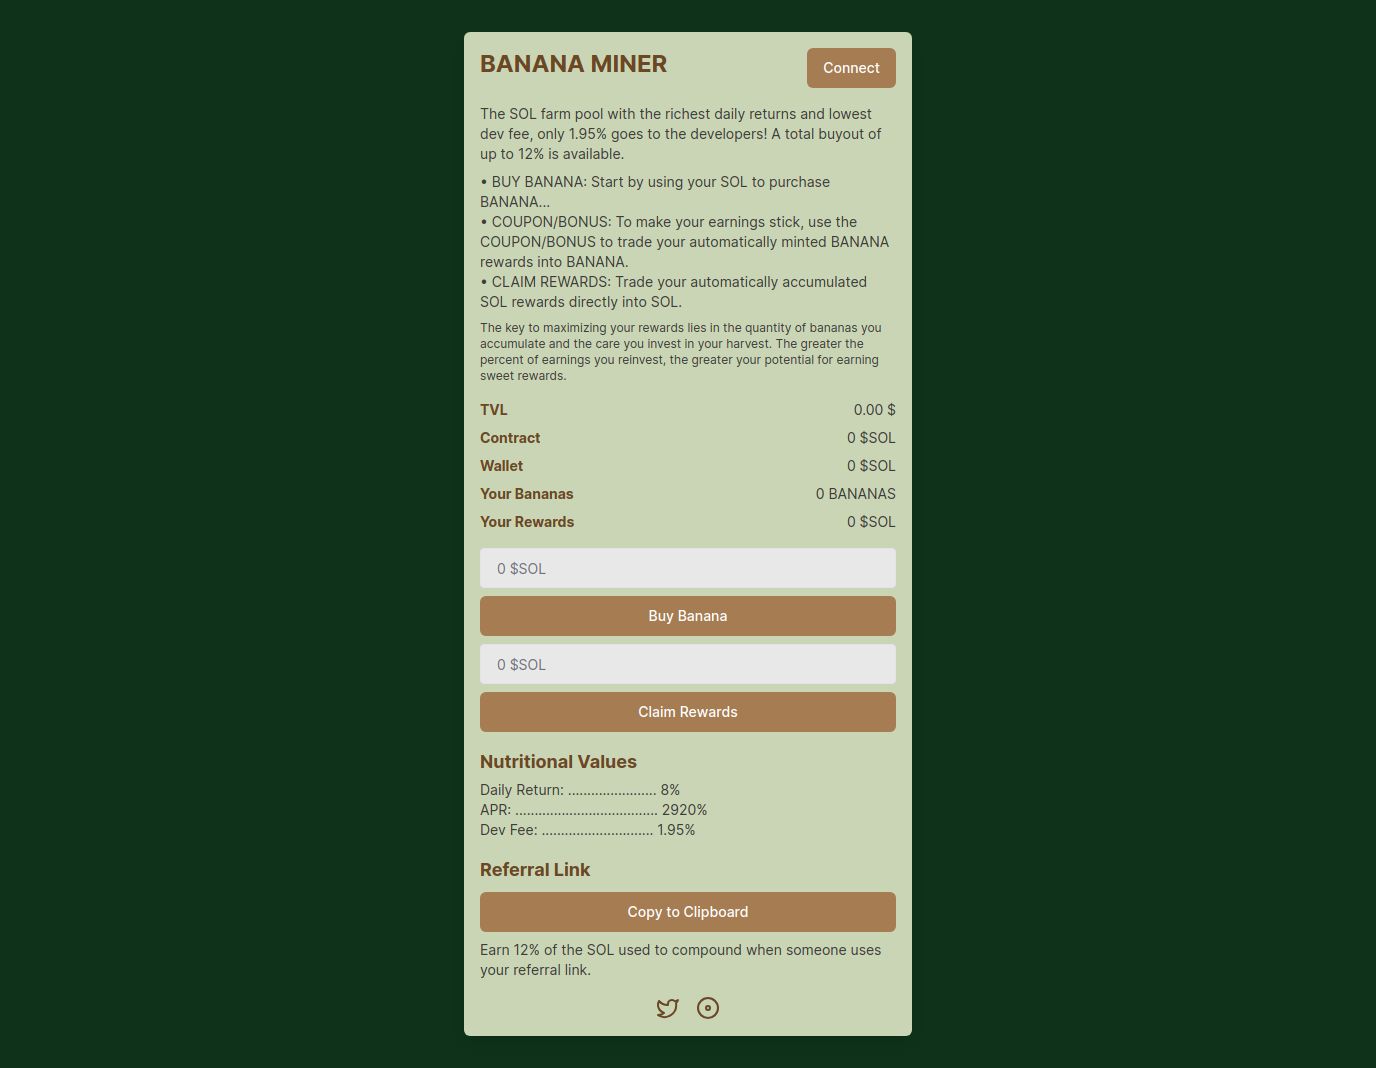 BANANA MINER
Connect
The SOL farm pool with the richest daily returns and lowest
dev fee, only 1.95% goes to the developers! A total buyout of
up to 12% is available.
• BUY BANANA: Start by using your SOL to purchase
BANANA...
• COUPON/BONUS: To make your earnings stick, use the
COUPON/BONUS to trade your automatically minted BANANA
rewards into BANANA.
• CLAIM REWARDS: Trade your automatically accumulated
SOL rewards directly into SOL.
The key to maximizing your rewards lies in the quantity of bananas you
accumulate and the care you invest in your harvest. The greater the
percent of earnings you reinvest, the greater your potential for earning
sweet rewards.
TVL 0.00 $
Contract 0 $SOL
Wallet 0 $SOL
Your Bananas 0 BANANAS
Your Rewards 0 $SOL
0 $SOL
Buy Banana
0 $SOL
Claim Rewards
Nutritional Values
Daily Return: ....................... 8%
APR: ..................................... 2920%
Dev Fee: ............................. 1.95%
Referral Link
Copy to Clipboard
Earn 12% of the SOL used to compound when someone uses
your referral link.